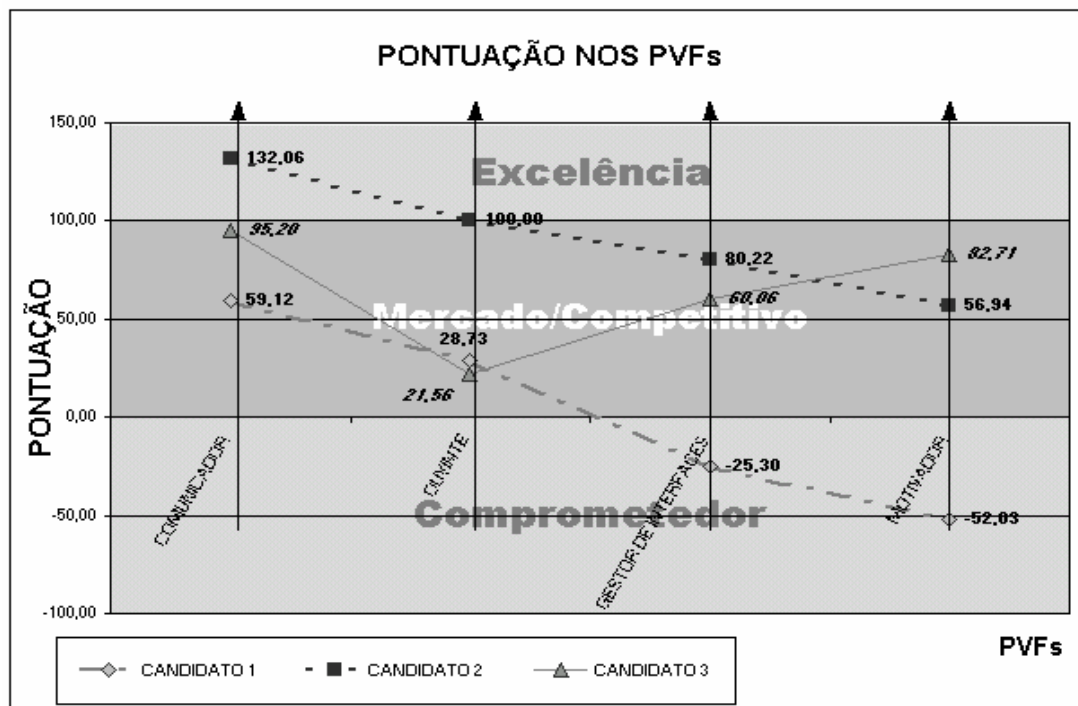 PONTUAÇÃO NOS PVFs
150,00
132,06
Excelência
100,00
100,00
95,20
80,22
82,71
59,12
60,06
56,94
50,00
Mercado/Competitivo
28,73
21,56
0,00
PONTUAÇÃO
COMUNICADOR
OUVINTE
GESTOR DE INTERFACES
MOTIVADOR
-25,30
-50,00
Comprometedor
-52,03
-100,00
PVFs
CANDIDATO 1 CANDIDATO 2 CANDIDATO 3